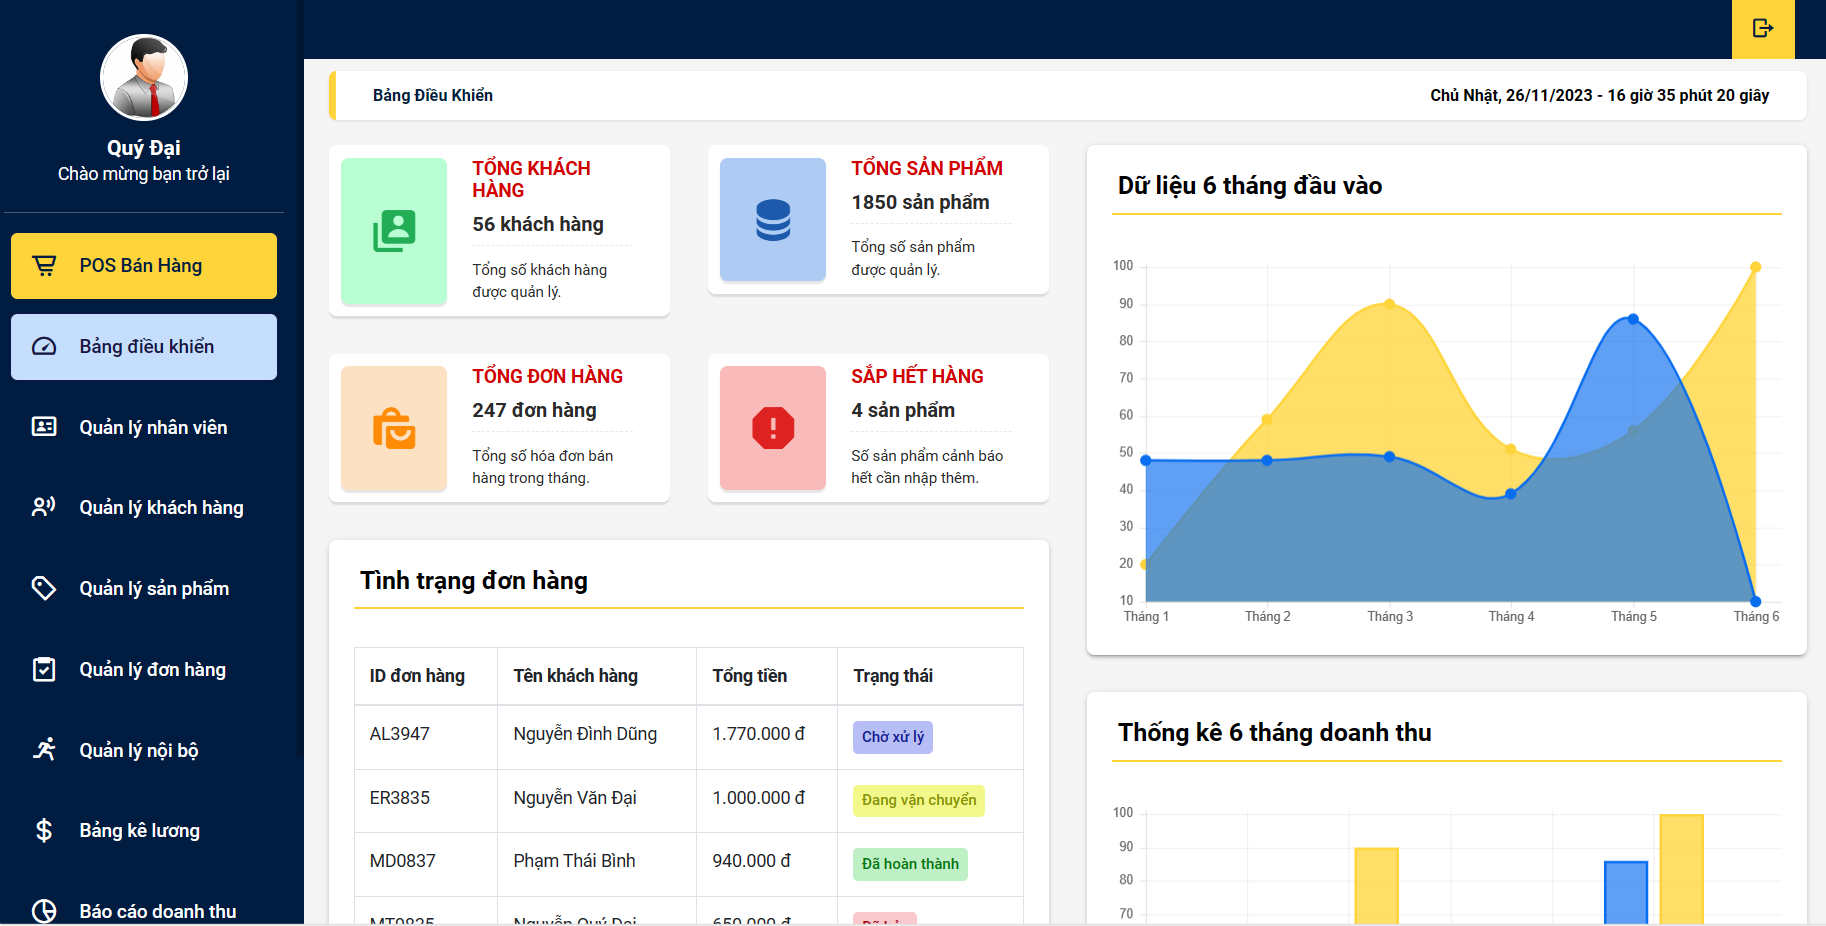 Quý Đại
Chào mừng bạn trở lại
POS Bán Hàng
Bảng điều khiển
Quản lý nhân viên
Quản lý khách hàng
Quản lý sản phẩm
Quản lý đơn hàng
Quản lý nội bộ
Bảng kê lương
Báo cáo doanh thu
Bảng Điều Khiển
Chủ Nhật, 26/11/2023 - 16 giờ 35 phút 20 giây
TỔNG KHÁCH
HÀNG
56 khách hàng
Tổng số khách hàng
được quản lý.
TỔNG SẢN PHẨM
1850 sản phẩm
Tổng số sản phẩm
được quản lý.
TỔNG ĐƠN HÀNG
247 đơn hàng
Tổng số hóa đơn bán
hàng trong tháng.
SẮP HẾT HÀNG
4 sản phẩm
Số sản phẩm cảnh báo
hết cần nhập thêm.
Tình trạng đơn hàng
ID đơn hàng Tên khách hàng Tổng tiền Trạng thái
AL3947 Nguyễn Đình Dũng 1.770.000 đ Chờ xử lý
ER3835 Nguyễn Văn Đại 1.000.000 đ Đang vận chuyển
MD0837 Phạm Thái Bình 940.000 đ Đã hoàn thành
MT9835 Nguyễn Quý Đại 650.000 đ
Dữ liệu 6 tháng đầu vào
100
90
80
70
60
50
40
30
20
10
Tháng 1 Tháng 2 Tháng 3 Tháng 4 Tháng 5 Tháng 6
Thống kê 6 tháng doanh thu
100
90
80
70